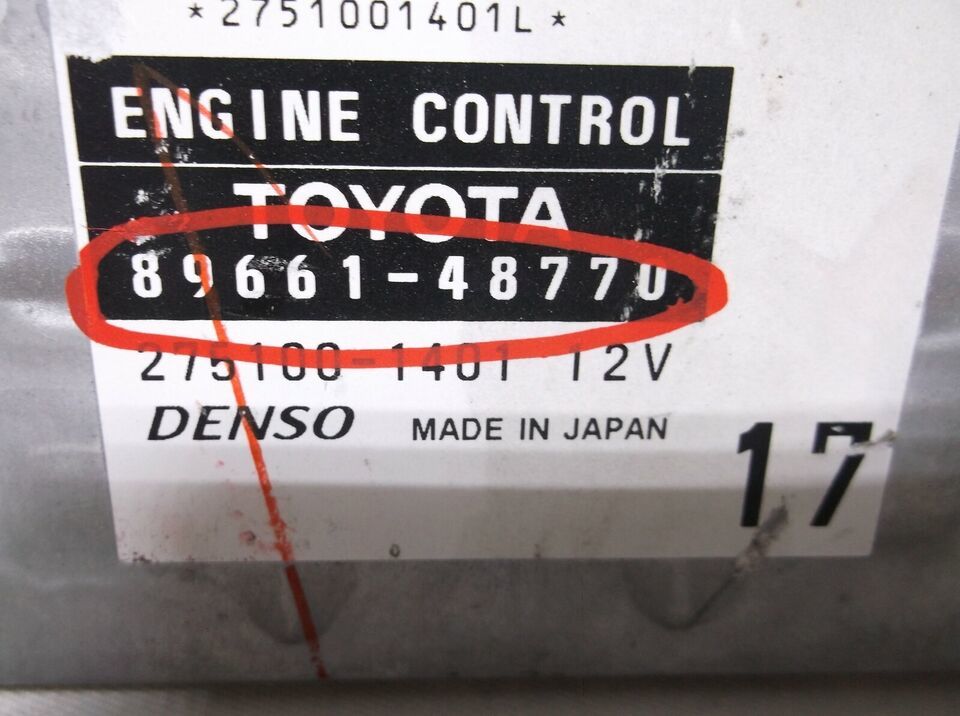 *2751001401L*
ENGINE CONTROL
TOYOTA
89661-48770
275100-1401 12V
DENSO MADE IN JAPAN
17